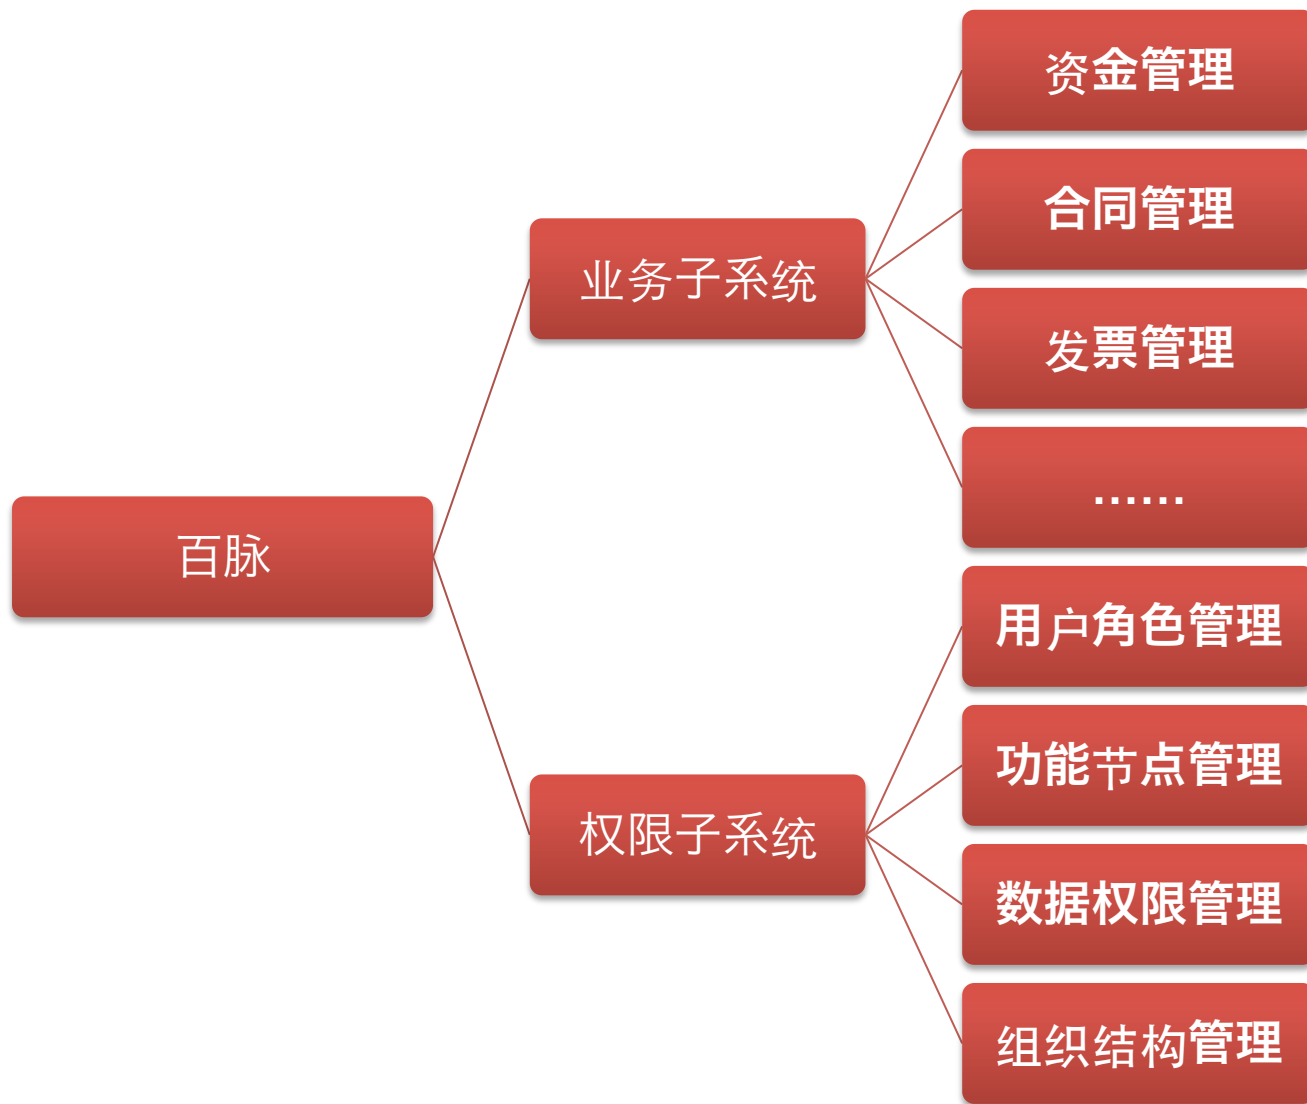 百脉
业务子系统
资金管理
合同管理
发票管理
……
权限子系统
用户角色管理
功能节点管理
数据权限管理
组织结构管理